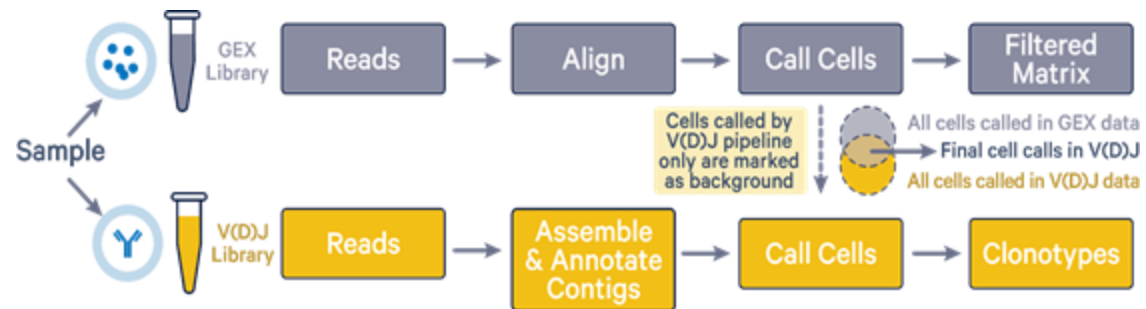 GEX
Library
Reads
Align
Call Cells
Filtered
Matrix
Sample
Cells called by
V(D)J pipeline
only are marked
as background
All cells called in GEX data
Final cell calls in V(D)J
All cells called in V(D)J data
V(D)J
Library
Reads
Assemble
& Annotate
Contigs
Call Cells
Clonotypes